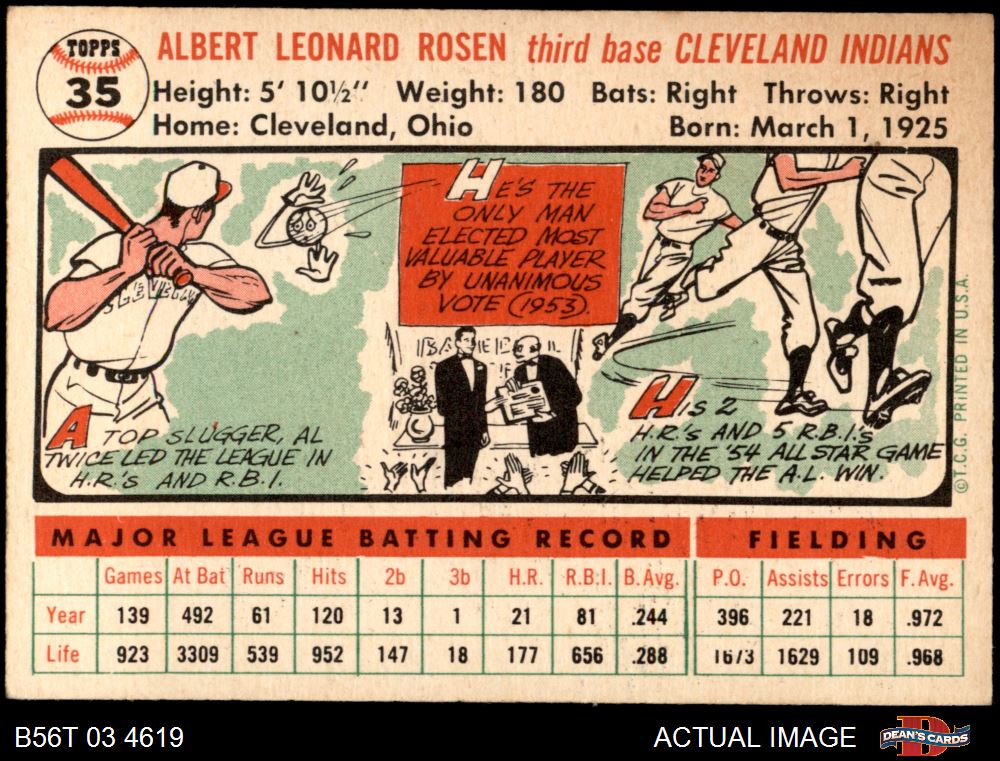 TOPPS
35
ALBERT LEONARD ROSEN third base CLEVELAND INDIANS
Height: 5' 10½" Weight: 180 Bats: Right Throws: Right
Home: Cleveland, Ohio Born: March 1, 1925
HE'S THE
ONLY MAN
ELECTED MOST
VALUABLE PLAYER
BY UNANIMOUS
VOTE (1953).
A TOP SLUGGER, AL
TWICE LED THE LEAGUE IN
H.R.'s AND R.B.I.
HIS 2
H.R.'s AND 5 R.B.I.'s
IN THE '54 ALL STAR GAME
HELPED THE A.L. WIN.
©T.C.G. PRINTED IN U.S.A.
MAJOR LEAGUE BATTING RECORD FIELDING
Games At Bat Runs Hits 2b 3b H.R. R.B.I. B.Avg. P.O. Assists Errors F.Avg.
Year 139 492 61 120 13 1 21 81 .244 396 221 18 .972
Life 923 3309 539 952 147 18 177 656 .288 1673 1629 109 .968
B56T 03 4619 ACTUAL IMAGE DEAN'S CARDS